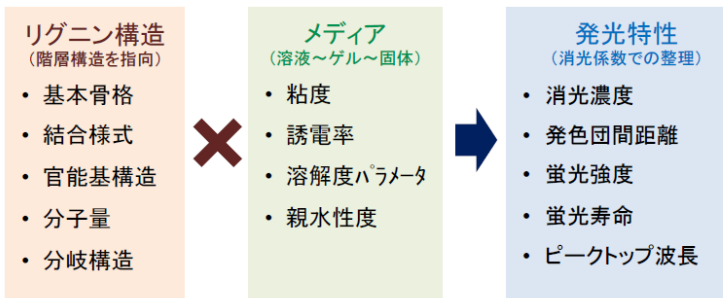 リグニン構造
(階層構造を指向)
・ 基本骨格
・ 結合様式
・ 官能基構造
・ 分子量
・ 分岐構造
メディア
(溶液～ゲル～固体)
・ 粘度
・ 誘電率
・ 溶解度パラメータ
・ 親水性度
発光特性
(消光係数での整理)
・ 消光濃度
・ 発色団間距離
・ 蛍光強度
・ 蛍光寿命
・ ピークトップ波長